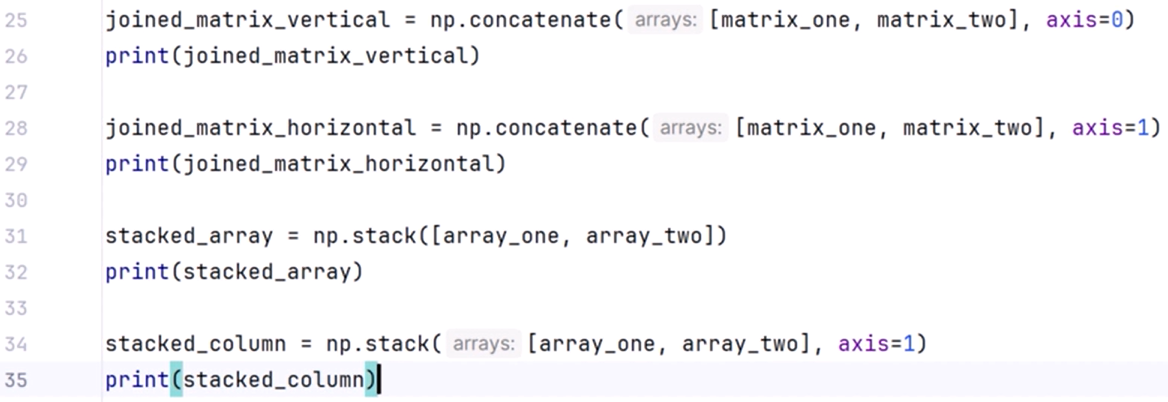 25 joined_matrix_vertical = np.concatenate( arrays: [matrix_one, matrix_two], axis=0)
26 print(joined_matrix_vertical)
27
28 joined_matrix_horizontal = np.concatenate( arrays: [matrix_one, matrix_two], axis=1)
29 print(joined_matrix_horizontal)
30
31 stacked_array = np.stack([array_one, array_two])
32 print(stacked_array)
33
34 stacked_column = np.stack( arrays: [array_one, array_two], axis=1)
35 print(stacked_column)